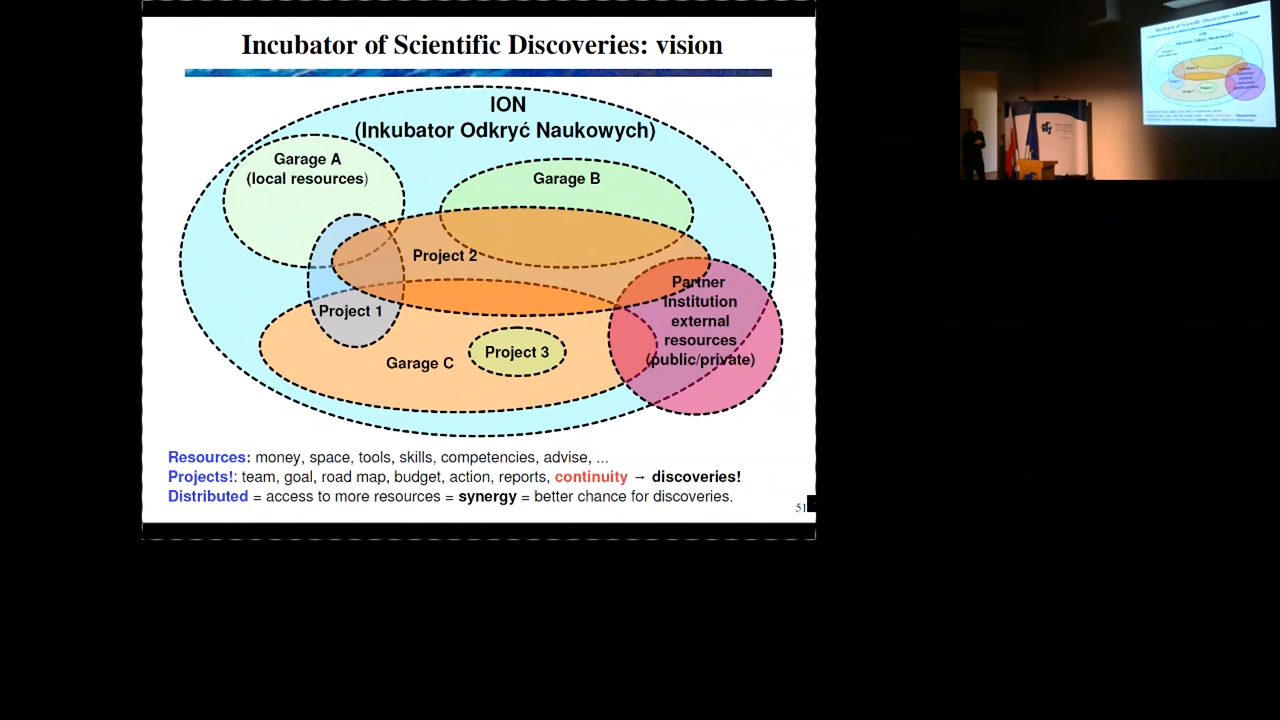 Incubator of Scientific Discoveries: vision
ION
(Inkubator Odkryć Naukowych)
Garage A
(local resources)
Garage B
Project 2
Project 1
Partner
Institution
external
resources
(public/private)
Garage C
Project 3
Resources: money, space, tools, skills, competencies, advise, ...
Projects!: team, goal, road map, budget, action, reports, continuity → discoveries!
Distributed = access to more resources = synergy = better chance for discoveries.
51